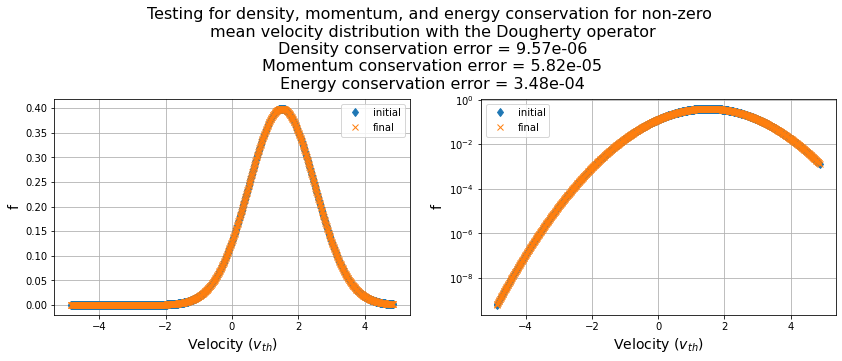 Testing for density, momentum, and energy conservation for non-zero
mean velocity distribution with the Dougherty operator
Density conservation error = 9.57e-06
Momentum conservation error = 5.82e-05
Energy conservation error = 3.48e-04
f
0.40
0.35
0.30
0.25
0.20
0.15
0.10
0.05
0.00
initial
final
−4
−2
0
2
4
Velocity (v_{th})
f
10^0
10^{−2}
10^{−4}
10^{−6}
10^{−8}
initial
final
−4
−2
0
2
4
Velocity (v_{th})